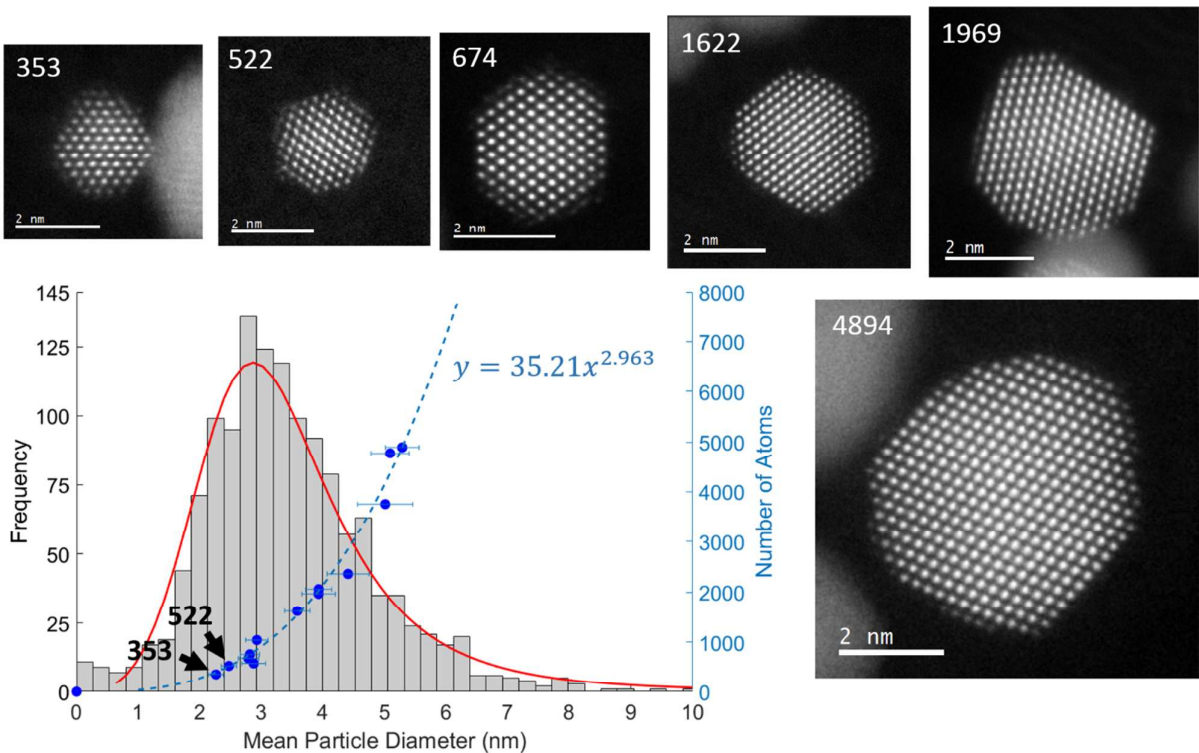 353
522
674
1622
1969
2 nm
2 nm
2 nm
2 nm
2 nm
4894
2 nm
145
125
100
75
50
25
0
Frequency
0 1 2 3 4 5 6 7 8 9 10
Mean Particle Diameter (nm)
8000
7000
6000
5000
4000
3000
2000
1000
0
Number of Atoms
y = 35.21x^2.963
522
353